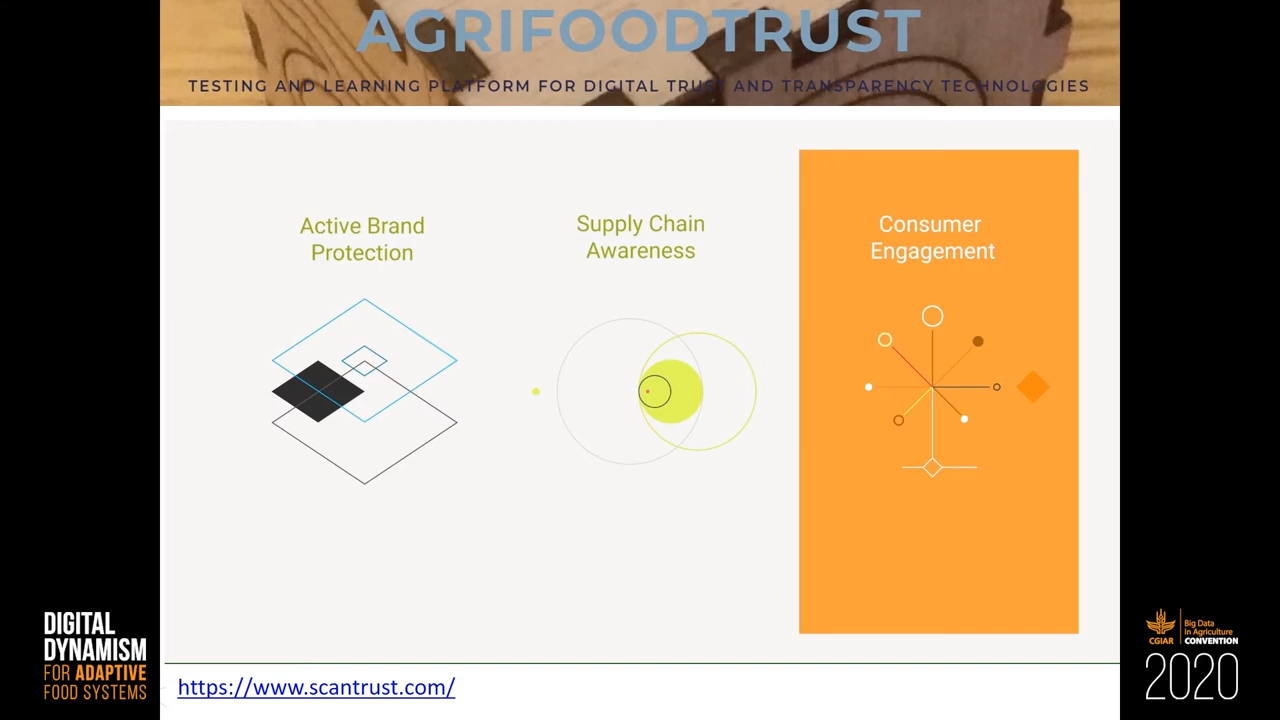 AGRIFOODTRUST
TESTING AND LEARNING PLATFORM FOR DIGITAL TRUST AND TRANSPARENCY TECHNOLOGIES
Active Brand
Protection
Supply Chain
Awareness
Consumer
Engagement
https://www.scantrust.com/
DIGITAL
DYNAMISM
FOR ADAPTIVE
FOOD SYSTEMS
CGIAR
Big Data
in Agriculture
CONVENTION
2020